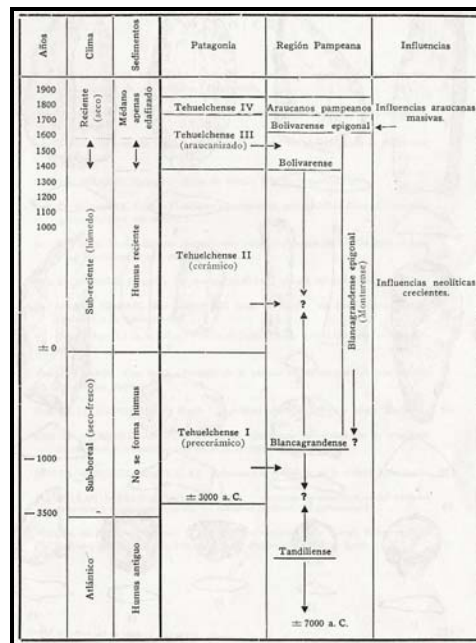 Años Clima Sedimentos Patagonia Región Pampeana Influencias
1900
1800
1700
1600
1500
1400
1300
1200
1100
1000
± 0
—1000
—3500
Reciente (seco)
Sub-reciente (húmedo)
Sub-boreal (seco-fresco)
Atlántico
Médano apenas edafizado
Humus reciente
No se forma humus
Humus antiguo
Tehuelchense IV
Tehuelchense III
(araucanizado)
Tehuelchense II
(cerámico)
Tehuelchense I
(precerámico)
± 3000 a. C.
Araucanos pampeanos
Bolivarense epigonal
Bolivarense
?
Blancagrandense epigonal
(Monturense)
Blancagrandense ?
?
Tandiliense
± 7000 a. C.
Influencias araucanas
masivas.
Influencias neolíticas
crecientes.